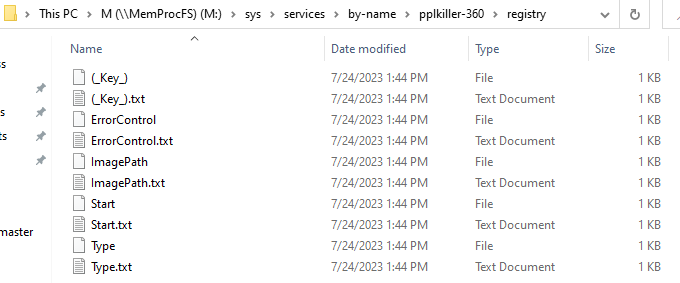 This PC > M (\\MemProcFS) (M:) > sys > services > by-name > pplkiller-360 > registry
Name Date modified Type Size
(_Key_) 7/24/2023 1:44 PM File 1 KB
(_Key_).txt 7/24/2023 1:44 PM Text Document 1 KB
ErrorControl 7/24/2023 1:44 PM File 1 KB
ErrorControl.txt 7/24/2023 1:44 PM Text Document 1 KB
ImagePath 7/24/2023 1:44 PM File 1 KB
ImagePath.txt 7/24/2023 1:44 PM Text Document 1 KB
Start 7/24/2023 1:44 PM File 1 KB
Start.txt 7/24/2023 1:44 PM Text Document 1 KB
Type 7/24/2023 1:44 PM File 1 KB
Type.txt 7/24/2023 1:44 PM Text Document 1 KB
master